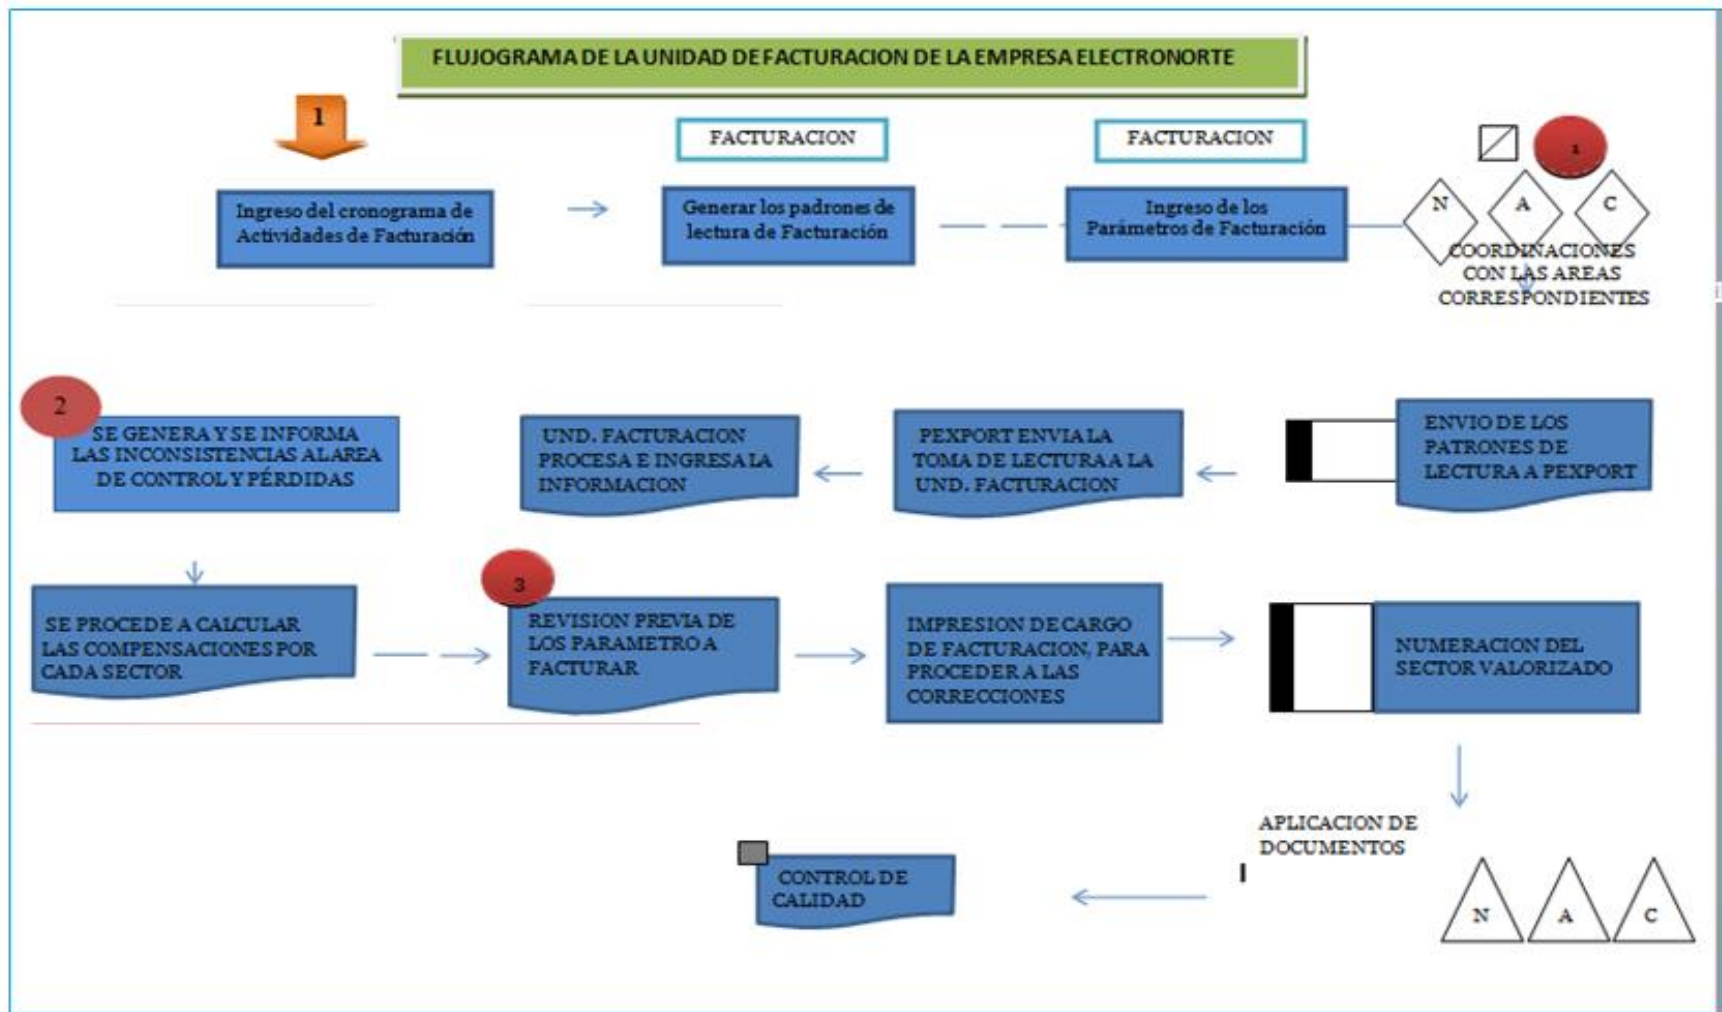 FLUJOGRAMA DE LA UNIDAD DE FACTURACION DE LA EMPRESA ELECTRONORTE
1
FACTURACION
FACTURACION
1
Ingreso del cronograma de
Actividades de Facturación
Generar los padrones de
lectura de Facturación
Ingreso de los
Parámetros de Facturación
N
A
C
COORDINACIONES
CON LAS AREAS
CORRESPONDIENTES
2
SE GENERA Y SE INFORMA
LAS INCONSISTENCIAS AL AREA
DE CONTROL Y PÉRDIDAS
UND. FACTURACION
PROCESA E INGRESA LA
INFORMACION
PEXPORT ENVIA LA
TOMA DE LECTURA A LA
UND. FACTURACION
ENVIO DE LOS
PATRONES DE
LECTURA A PEXPORT
SE PROCEDE A CALCULAR
LAS COMPENSACIONES POR
CADA SECTOR
3
REVISION PREVIA DE
LOS PARAMETRO A
FACTURAR
IMPRESION DE CARGO
DE FACTURACION, PARA
PROCEDER A LAS
CORRECCIONES
NUMERACION DEL
SECTOR VALORIZADO
APLICACION DE
DOCUMENTOS
CONTROL DE
CALIDAD
N
A
C